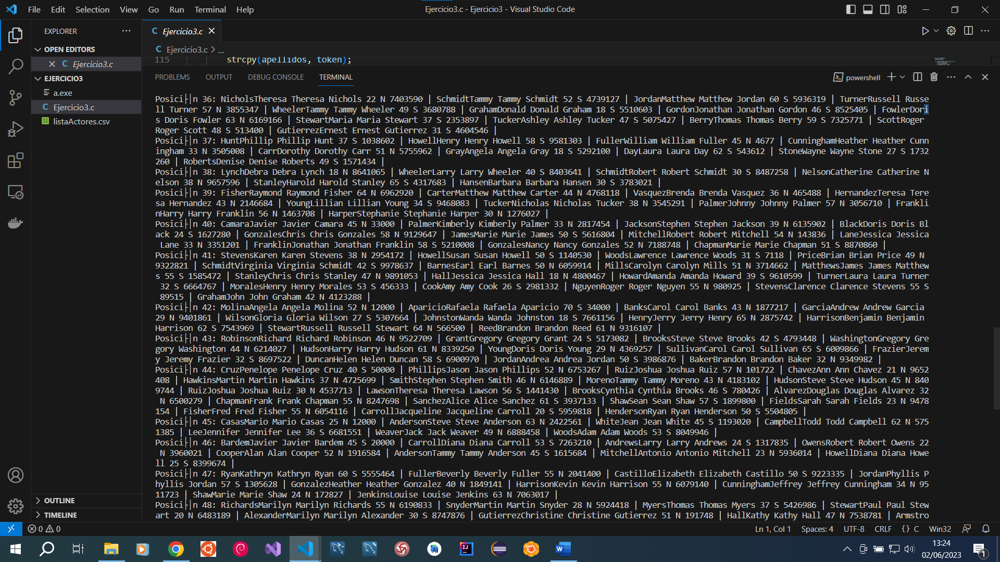 File Edit Selection View Go Run Terminal Help
Ejercicio3.c - Ejercicio3 - Visual Studio Code
EXPLORER
OPEN EDITORS
C Ejercicio3.c
EJERCICIO3
a.exe
C Ejercicio3.c
listaActores.csv
OUTLINE
TIMELINE
C Ejercicio3.c
C Ejercicio3.c > ...
115 strcpy(apellidos, token);
PROBLEMS OUTPUT DEBUG CONSOLE TERMINAL
powershell
Posici├│n 36: NicholsTheresa Theresa Nichols 22 N 7403590 | SchmidtTammy Tammy Schmidt 52 S 4739127 | JordanMatthew Matthew Jordan 60 S 5936319 | TurnerRussell Russe
ll Turner 57 N 3855347 | WheelerTammy Tammy Wheeler 49 S 3680788 | GrahamDonald Donald Graham 18 S 5510603 | GordonJonathan Jonathan Gordon 46 S 8525405 | FowlerDori
s Doris Fowler 63 N 6169166 | StewartMaria Maria Stewart 37 S 2353897 | TuckerAshley Ashley Tucker 47 S 5075427 | BerryThomas Thomas Berry 59 S 7325771 | ScottRoger
Roger Scott 48 S 513400 | GutierrezErnest Ernest Gutierrez 31 S 4604546 |
Posici├│n 37: HuntPhillip Phillip Hunt 37 S 1038602 | HowellHenry Henry Howell 58 S 9581303 | FullerWilliam William Fuller 45 N 4677 | CunninghamHeather Heather Cunn
ingham 33 N 3505008 | CarrDorothy Dorothy Carr 51 N 5755962 | GrayAngela Angela Gray 18 S 5292100 | DayLaura Laura Day 62 S 543612 | StoneWayne Wayne Stone 27 S 1732
260 | RobertsDenise Denise Roberts 49 S 1571434 |
Posici├│n 38: LynchDebra Debra Lynch 18 N 8641065 | WheelerLarry Larry Wheeler 40 S 8403641 | SchmidtRobert Robert Schmidt 30 S 8487258 | NelsonCatherine Catherine N
elson 38 N 9657596 | StanleyHarold Harold Stanley 65 S 4317683 | HansenBarbara Barbara Hansen 30 S 3783021 |
Posici├│n 39: FisherRaymond Raymond Fisher 64 N 6962920 | CarterMatthew Matthew Carter 44 N 4768118 | VasquezBrenda Brenda Vasquez 36 N 465488 | HernandezTeresa Tere
sa Hernandez 43 N 2146684 | YoungLillian Lillian Young 34 S 9468083 | TuckerNicholas Nicholas Tucker 38 N 3545291 | PalmerJohnny Johnny Palmer 57 N 3056710 | Frankli
nHarry Harry Franklin 56 N 1463708 | HarperStephanie Stephanie Harper 30 N 1276027 |
Posici├│n 40: CamaraJavier Javier Camara 45 N 33000 | PalmerKimberly Kimberly Palmer 33 N 2817454 | JacksonStephen Stephen Jackson 39 N 6135902 | BlackDoris Doris Bl
ack 24 S 1627280 | GonzalesChris Chris Gonzales 58 N 9129647 | JamesMarie Marie James 50 S 5616804 | MitchellRobert Robert Mitchell 54 N 143836 | LaneJessica Jessica
Lane 33 N 3351201 | FranklinJonathan Jonathan Franklin 58 S 5210008 | GonzalesNancy Nancy Gonzales 52 N 7188748 | ChapmanMarie Marie Chapman 51 S 8870860 |
Posici├│n 41: StevensKaren Karen Stevens 38 N 2954172 | HowellSusan Susan Howell 50 S 1140530 | WoodsLawrence Lawrence Woods 31 S 7118 | PriceBrian Brian Price 49 N
9322821 | SchmidtVirginia Virginia Schmidt 42 S 9978637 | BarnesEarl Earl Barnes 50 N 6059914 | MillsCarolyn Carolyn Mills 51 N 3714662 | MatthewsJames James Matthew
s 55 S 1585472 | StanleyChris Chris Stanley 47 N 9891053 | HallJessica Jessica Hall 18 N 4800467 | HowardAmanda Amanda Howard 39 S 9610599 | TurnerLaura Laura Turner
32 S 6664767 | MoralesHenry Henry Morales 53 S 456333 | CookAmy Amy Cook 26 S 2981332 | NguyenRoger Roger Nguyen 55 N 980925 | StevensClarence Clarence Stevens 55 S
89515 | GrahamJohn John Graham 42 N 4123288 |
Posici├│n 42: MolinaAngela Angela Molina 52 N 12000 | AparicioRafaela Rafaela Aparicio 70 S 34000 | BanksCarol Carol Banks 43 N 1877217 | GarciaAndrew Andrew Garcia
29 N 9401861 | WilsonGloria Gloria Wilson 27 S 5307664 | JohnstonWanda Wanda Johnston 18 S 7661156 | HenryJerry Jerry Henry 65 N 2875742 | HarrisonBenjamin Benjamin
Harrison 62 S 7543969 | StewartRussell Russell Stewart 64 N 566500 | ReedBrandon Brandon Reed 61 N 9316107 |
Posici├│n 43: RobinsonRichard Richard Robinson 46 N 9522709 | GrantGregory Gregory Grant 24 S 5173082 | BrooksSteve Steve Brooks 42 S 4793448 | WashingtonGregory Gre
gory Washington 44 N 6214027 | HudsonHarry Harry Hudson 61 N 8339250 | YoungDoris Doris Young 29 N 4369257 | SullivanCarol Carol Sullivan 65 S 6009866 | FrazierJerem
y Jeremy Frazier 32 S 8697522 | DuncanHelen Helen Duncan 58 S 6900970 | JordanAndrea Andrea Jordan 50 S 3986876 | BakerBrandon Brandon Baker 32 N 9349982 |
Posici├│n 44: CruzPenelope Penelope Cruz 40 S 50000 | PhillipsJason Jason Phillips 52 N 6753267 | RuizJoshua Joshua Ruiz 57 N 101722 | ChavezAnn Ann Chavez 21 N 9652
408 | HawkinsMartin Martin Hawkins 37 N 4725699 | SmithStephen Stephen Smith 46 N 6146889 | MorenoTammy Tammy Moreno 43 N 4183102 | HudsonSteve Steve Hudson 45 N 840
9744 | RuizJoshua Joshua Ruiz 30 N 4537713 | LawsonTheresa Theresa Lawson 56 S 1441430 | BrooksCynthia Cynthia Brooks 46 S 780426 | AlvarezDouglas Douglas Alvarez 32
N 6500279 | ChapmanFrank Frank Chapman 55 N 8247698 | SanchezAlice Alice Sanchez 61 S 3937133 | ShawSean Sean Shaw 57 S 1899800 | FieldsSarah Sarah Fields 23 N 9478
154 | FisherFred Fred Fisher 55 N 6054116 | CarrollJacqueline Jacqueline Carroll 20 S 5959818 | HendersonRyan Ryan Henderson 50 S 5504805 |
Posici├│n 45: CasasMario Mario Casas 25 N 12000 | AndersonSteve Steve Anderson 63 N 2422561 | WhiteJean Jean White 45 S 1193020 | CampbellTodd Todd Campbell 62 N 575
1385 | LeeJennifer Jennifer Lee 36 S 6681551 | WeaverJack Jack Weaver 49 N 6888458 | WoodsAdam Adam Woods 53 S 8049946 |
Posici├│n 46: BardemJavier Javier Bardem 45 S 20000 | CarrollDiana Diana Carroll 53 S 7263210 | AndrewsLarry Larry Andrews 24 S 1317835 | OwensRobert Robert Owens 22
N 3960021 | CooperAlan Alan Cooper 52 N 1916584 | AndersonTammy Tammy Anderson 45 S 1615684 | MitchellAntonio Antonio Mitchell 23 N 5936014 | HowellDiana Diana Howe
ll 25 S 8399674 |
Posici├│n 47: RyanKathryn Kathryn Ryan 60 S 5555464 | FullerBeverly Beverly Fuller 55 N 2041400 | CastilloElizabeth Elizabeth Castillo 50 S 9223335 | JordanPhyllis P
hyllis Jordan 57 S 1305628 | GonzalezHeather Heather Gonzalez 40 N 1849141 | HarrisonKevin Kevin Harrison 55 N 6079140 | CunninghamJeffrey Jeffrey Cunningham 34 N 95
11723 | ShawMarie Marie Shaw 24 N 172827 | JenkinsLouise Louise Jenkins 63 N 7063017 |
Posici├│n 48: RichardsMarilyn Marilyn Richards 55 N 6190833 | SnyderMartin Martin Snyder 28 N 5924418 | MyersThomas Thomas Myers 37 S 5426986 | StewartPaul Paul Stew
art 20 N 6483189 | AlexanderMarilyn Marilyn Alexander 30 S 8747876 | GutierrezChristine Christine Gutierrez 51 N 191748 | HallKathy Kathy Hall 47 N 7538781 | Armstro
0 0
Ln 1, Col 1 Spaces: 4 UTF-8 CRLF {} C Win32
13:24
02/06/2023
1